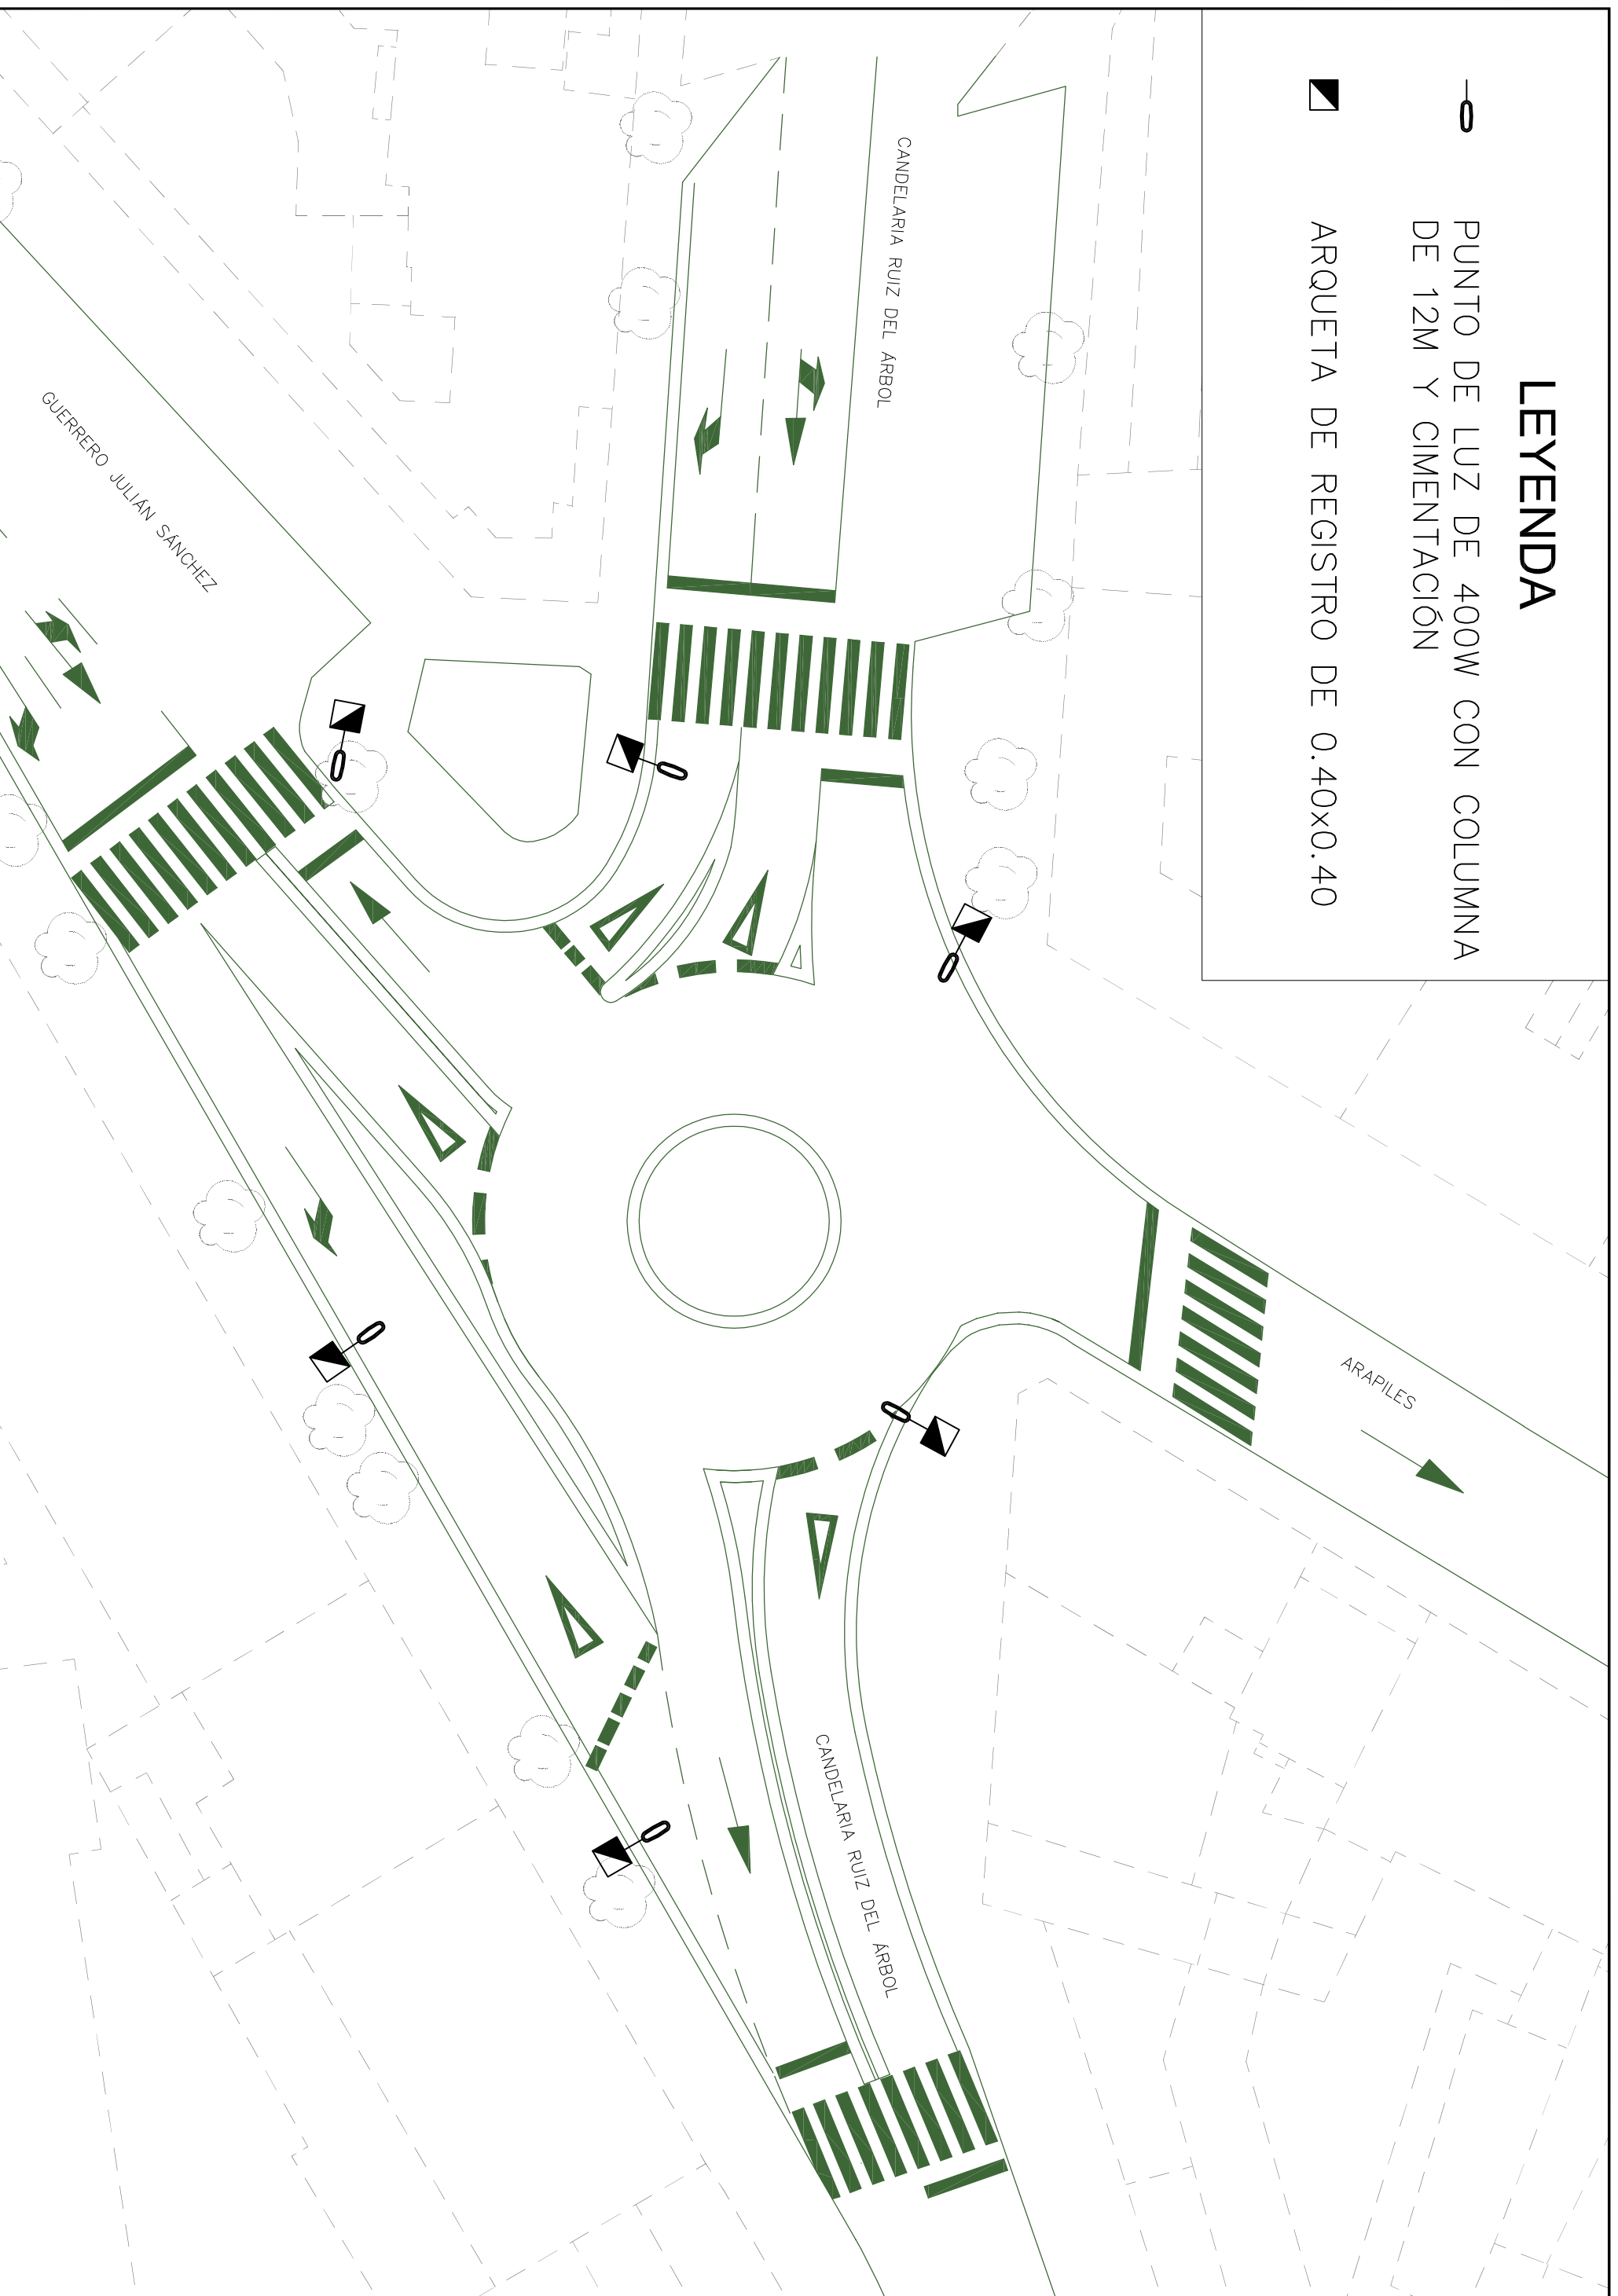 LEYENDA
PUNTO DE LUZ DE 400W CON COLUMNA
DE 12M Y CIMENTACIÓN
ARQUETA DE REGISTRO DE 0.40x0.40
CANDELARIA RUIZ DEL ÁRBOL
GUERRERO JULIÁN SÁNCHEZ
ARAPILES
CANDELARIA RUIZ DEL ÁRBOL